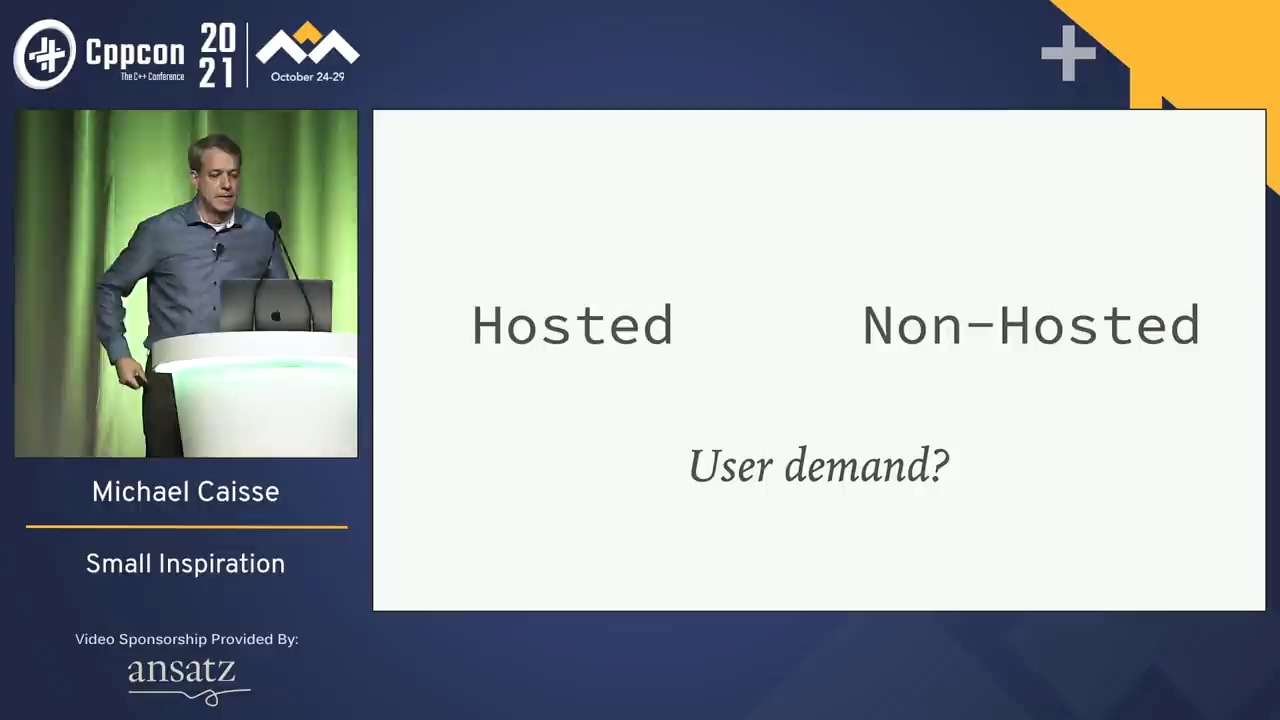 Cppcon
The C++ Conference
20
21
October 24-29
Hosted
Non-Hosted
User demand?
Michael Caisse
Small Inspiration
Video Sponsorship Provided By:
ansatz